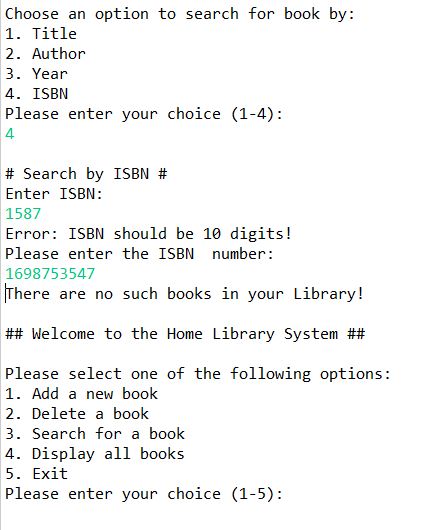 Choose an option to search for book by:
1. Title
2. Author
3. Year
4. ISBN
Please enter your choice (1-4):
4
# Search by ISBN #
Enter ISBN:
1587
Error: ISBN should be 10 digits!
Please enter the ISBN  number:
1698753547
There are no such books in your Library!
## Welcome to the Home Library System ##
Please select one of the following options:
1. Add a new book
2. Delete a book
3. Search for a book
4. Display all books
5. Exit
Please enter your choice (1-5):